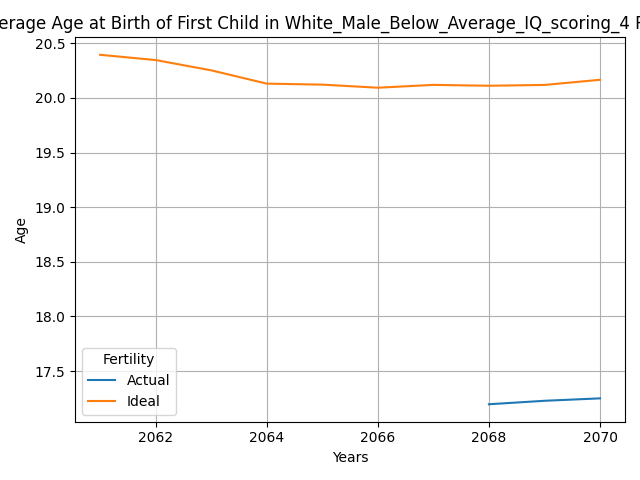 Age at Birth of First Child in White_Male_Below_Average_IQ_scoring_4
20.5
20.0
19.5
19.0
18.5
18.0
17.5
Age
Fertility
Actual
Ideal
2062 2064 2066 2068 2070
Years